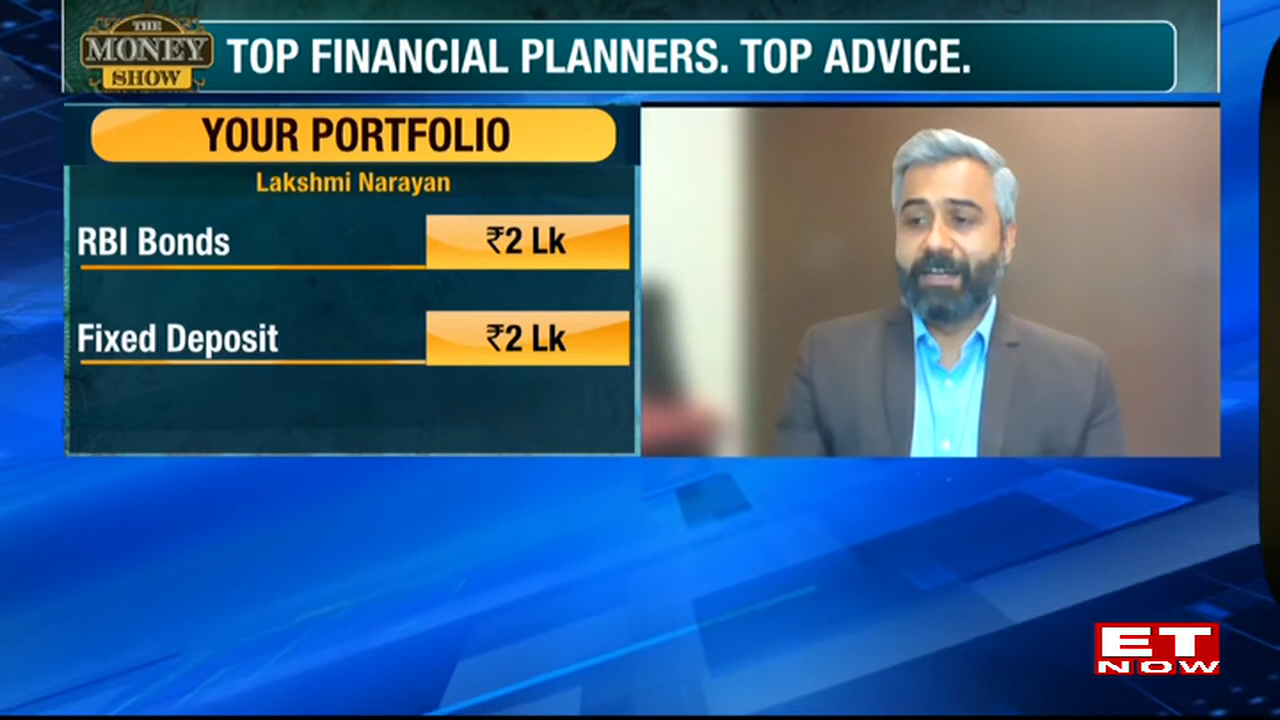 THE
MONEY
SHOW
TOP FINANCIAL PLANNERS. TOP ADVICE.
YOUR PORTFOLIO
Lakshmi Narayan
RBI Bonds ₹2 Lk
Fixed Deposit ₹2 Lk
ET
NOW